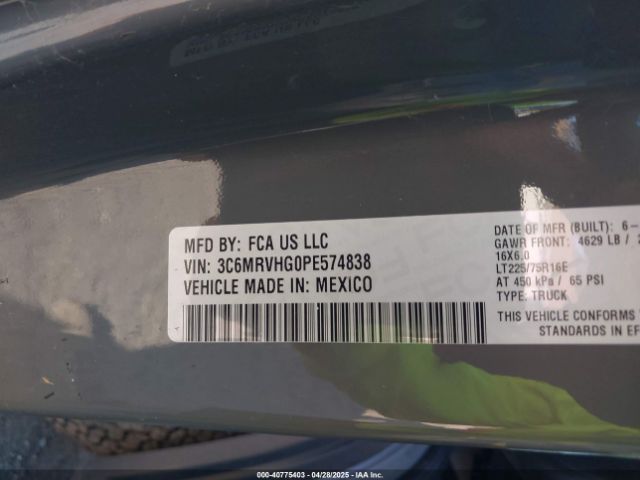 MFD BY: FCA US LLC
VIN: 3C6MRVHG0PE574838
VEHICLE MADE IN: MEXICO
DATE OF MFR (BUILT): 6-
GAWR FRONT: 4629 LB /
16X6.0
LT225/75R16E
AT 450 kPa / 65 PSI
TYPE: TRUCK
THIS VEHICLE CONFORMS
STANDARDS IN EF
000-40775403 04/28/2025 IAAI.COM